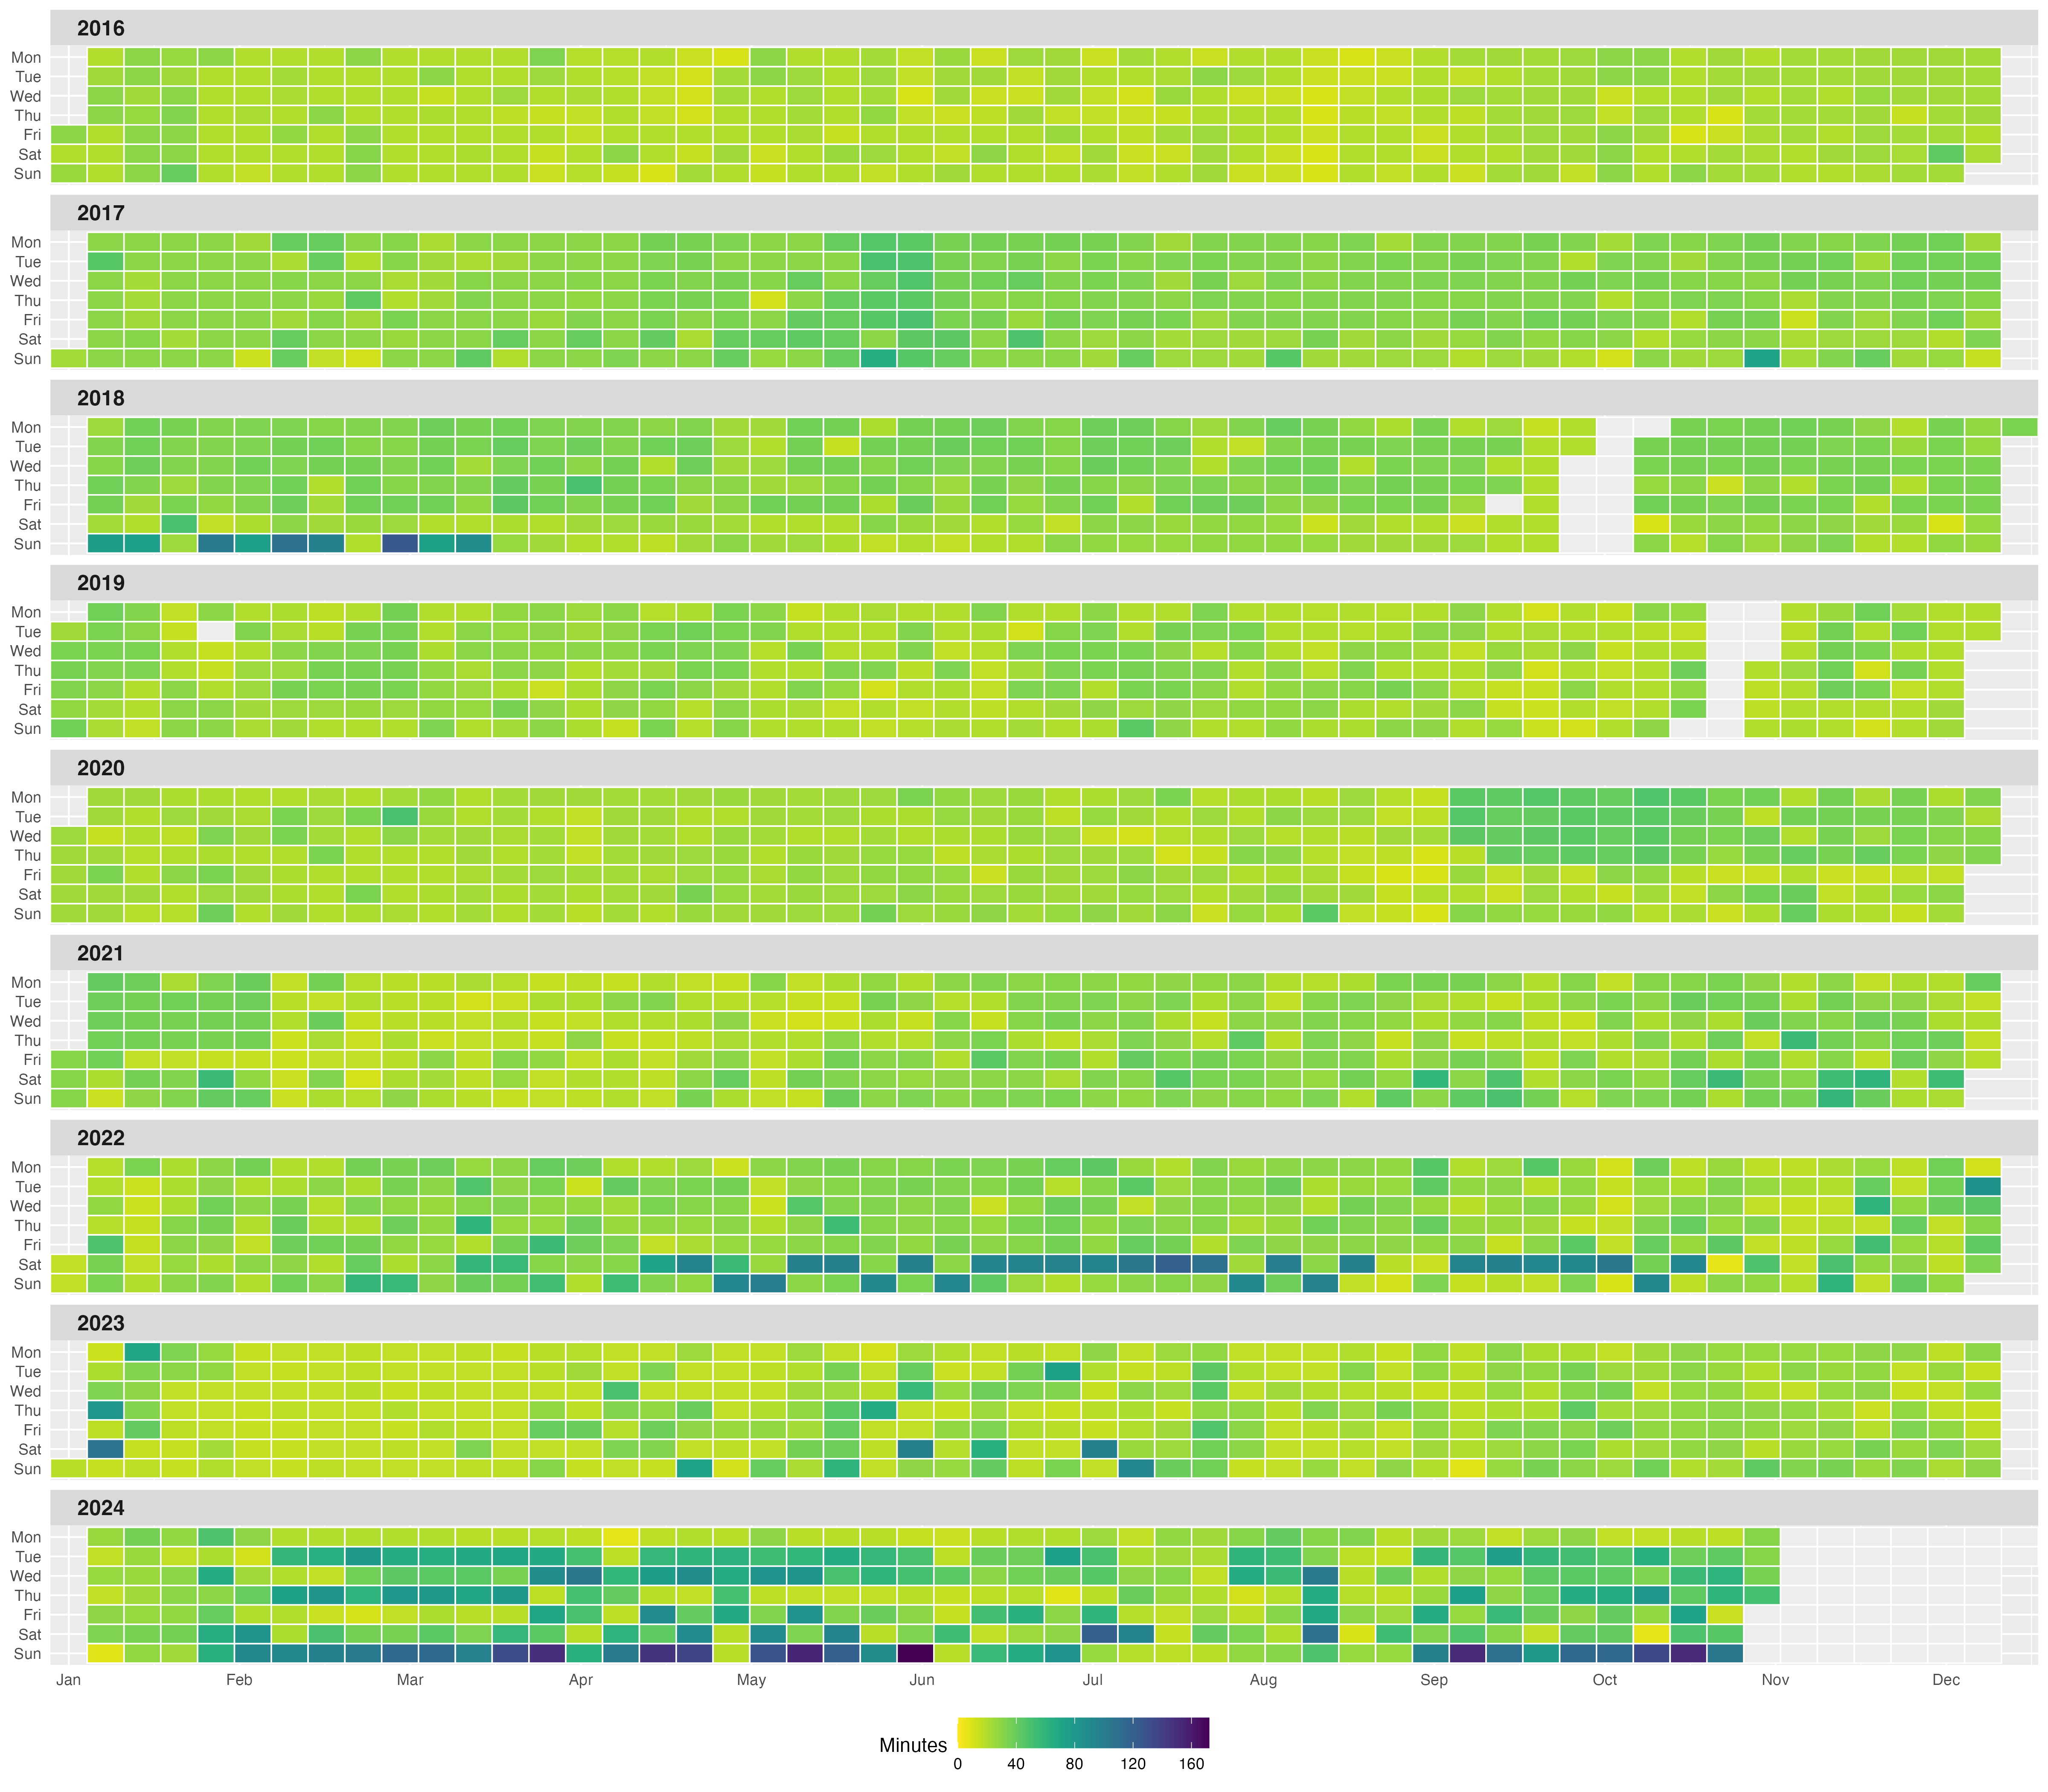 2016
Mon
Tue
Wed
Thu
Fri
Sat
Sun
2017
Mon
Tue
Wed
Thu
Fri
Sat
Sun
2018
Mon
Tue
Wed
Thu
Fri
Sat
Sun
2019
Mon
Tue
Wed
Thu
Fri
Sat
Sun
2020
Mon
Tue
Wed
Thu
Fri
Sat
Sun
2021
Mon
Tue
Wed
Thu
Fri
Sat
Sun
2022
Mon
Tue
Wed
Thu
Fri
Sat
Sun
2023
Mon
Tue
Wed
Thu
Fri
Sat
Sun
2024
Mon
Tue
Wed
Thu
Fri
Sat
Sun
Jan Feb Mar Apr May Jun Jul Aug Sep Oct Nov Dec
Minutes
0 40 80 120 160